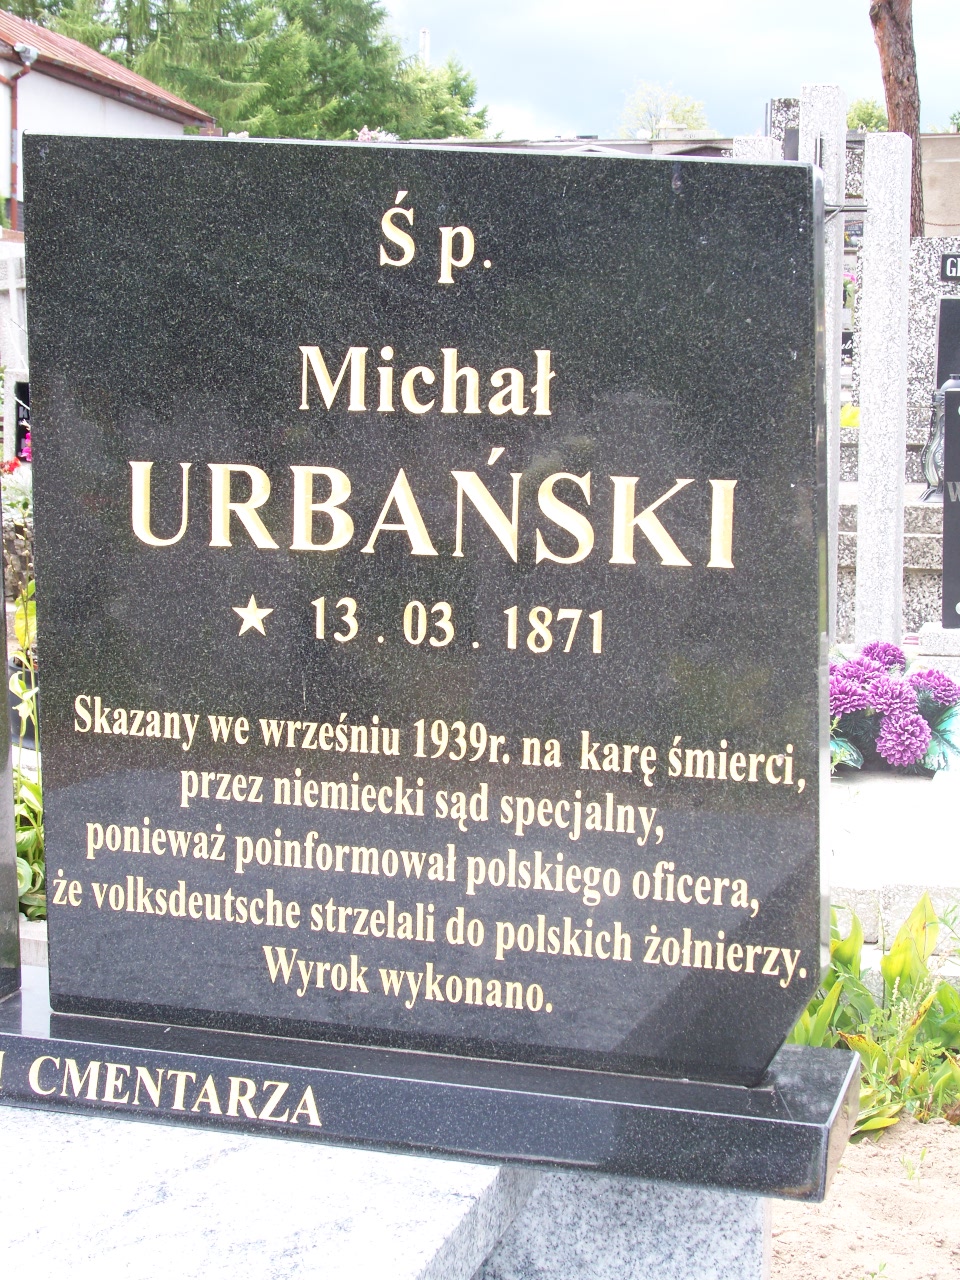 Ś p.
Michał
URBAŃSKI
★ 13 . 03 . 1871
Skazany we wrześniu 1939r. na karę śmierci,
przez niemiecki sąd specjalny,
ponieważ poinformował polskiego oficera,
że volksdeutsche strzelali do polskich żołnierzy.
Wyrok wykonano.
CMENTARZA